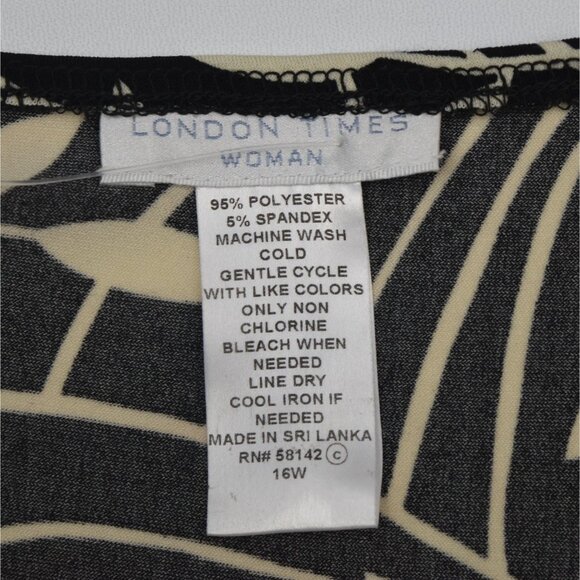 LONDON TIMES
WOMAN
95% POLYESTER
5% SPANDEX
MACHINE WASH
COLD
GENTLE CYCLE
WITH LIKE COLORS
ONLY NON
CHLORINE
BLEACH WHEN
NEEDED
LINE DRY
COOL IRON IF
NEEDED
MADE IN SRI LANKA
RN# 58142 ©
16W